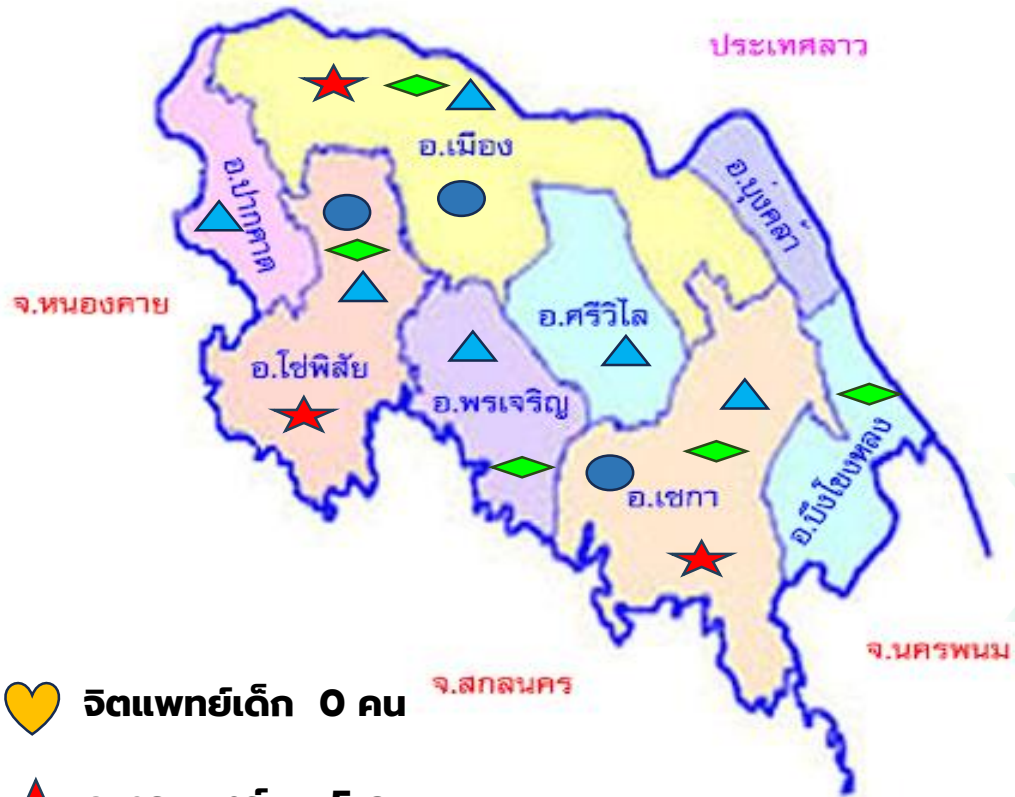 ประเทศลาว
อ.เมือง
อ.บุ่งคล้า
อ.ปากคาด
จ.หนองคาย
อ.ศรีวิไล
อ.โซ่พิสัย
อ.พรเจริญ
อ.เซกา
อ.บึงโขงหลง
จ.นครพนม
จ.สกลนคร
จิตแพทย์เด็ก 0 คน